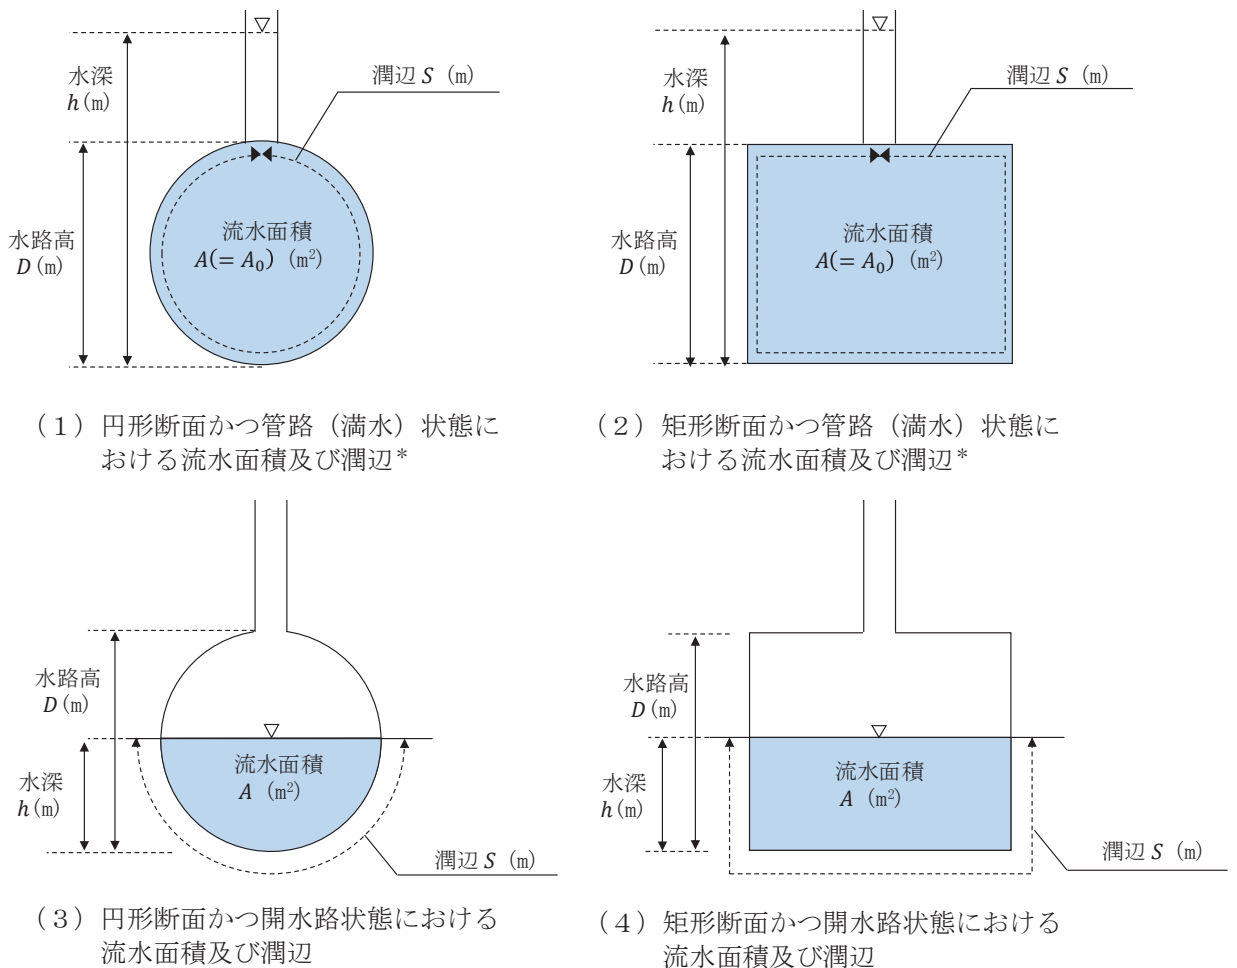 水深
h(m)
潤辺 S (m)
水路高
D(m)
流水面積
A(= A₀) (m²)
(1)円形断面かつ管路(満水)状態に
おける流水面積及び潤辺*
水深
h(m)
潤辺 S (m)
水路高
D(m)
流水面積
A(= A₀) (m²)
(2)矩形断面かつ管路(満水)状態に
おける流水面積及び潤辺*
水路高
D(m)
水深
h(m)
流水面積
A (m²)
潤辺 S (m)
(3)円形断面かつ開水路状態における
流水面積及び潤辺
水路高
D(m)
水深
h(m)
流水面積
A (m²)
潤辺 S (m)
(4)矩形断面かつ開水路状態における
流水面積及び潤辺